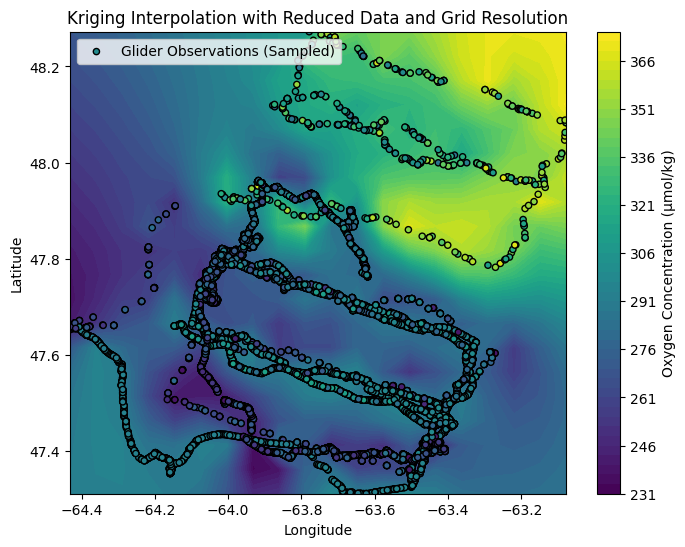 Kriging Interpolation with Reduced Data and Grid Resolution
Glider Observations (Sampled)
48.2
48.0
47.8
47.6
47.4
Latitude
−64.4 −64.2 −64.0 −63.8 −63.6 −63.4 −63.2
Longitude
366
351
336
321
306
291
276
261
246
231
Oxygen Concentration (μmol/kg)